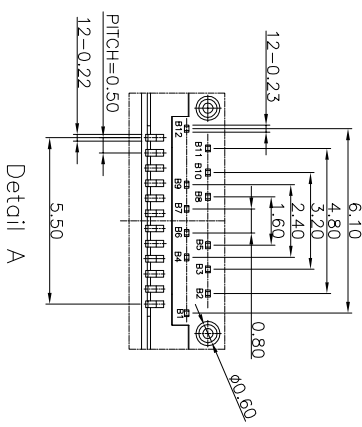 6.10
4.80
3.20
2.40
1.60
0.80
12-0.23
ø0.60
B12
B11
B10
B9
B8
B7
B6
B5
B4
B3
B2
B1
PITCH=0.50
12-0.22
5.50
Detail A